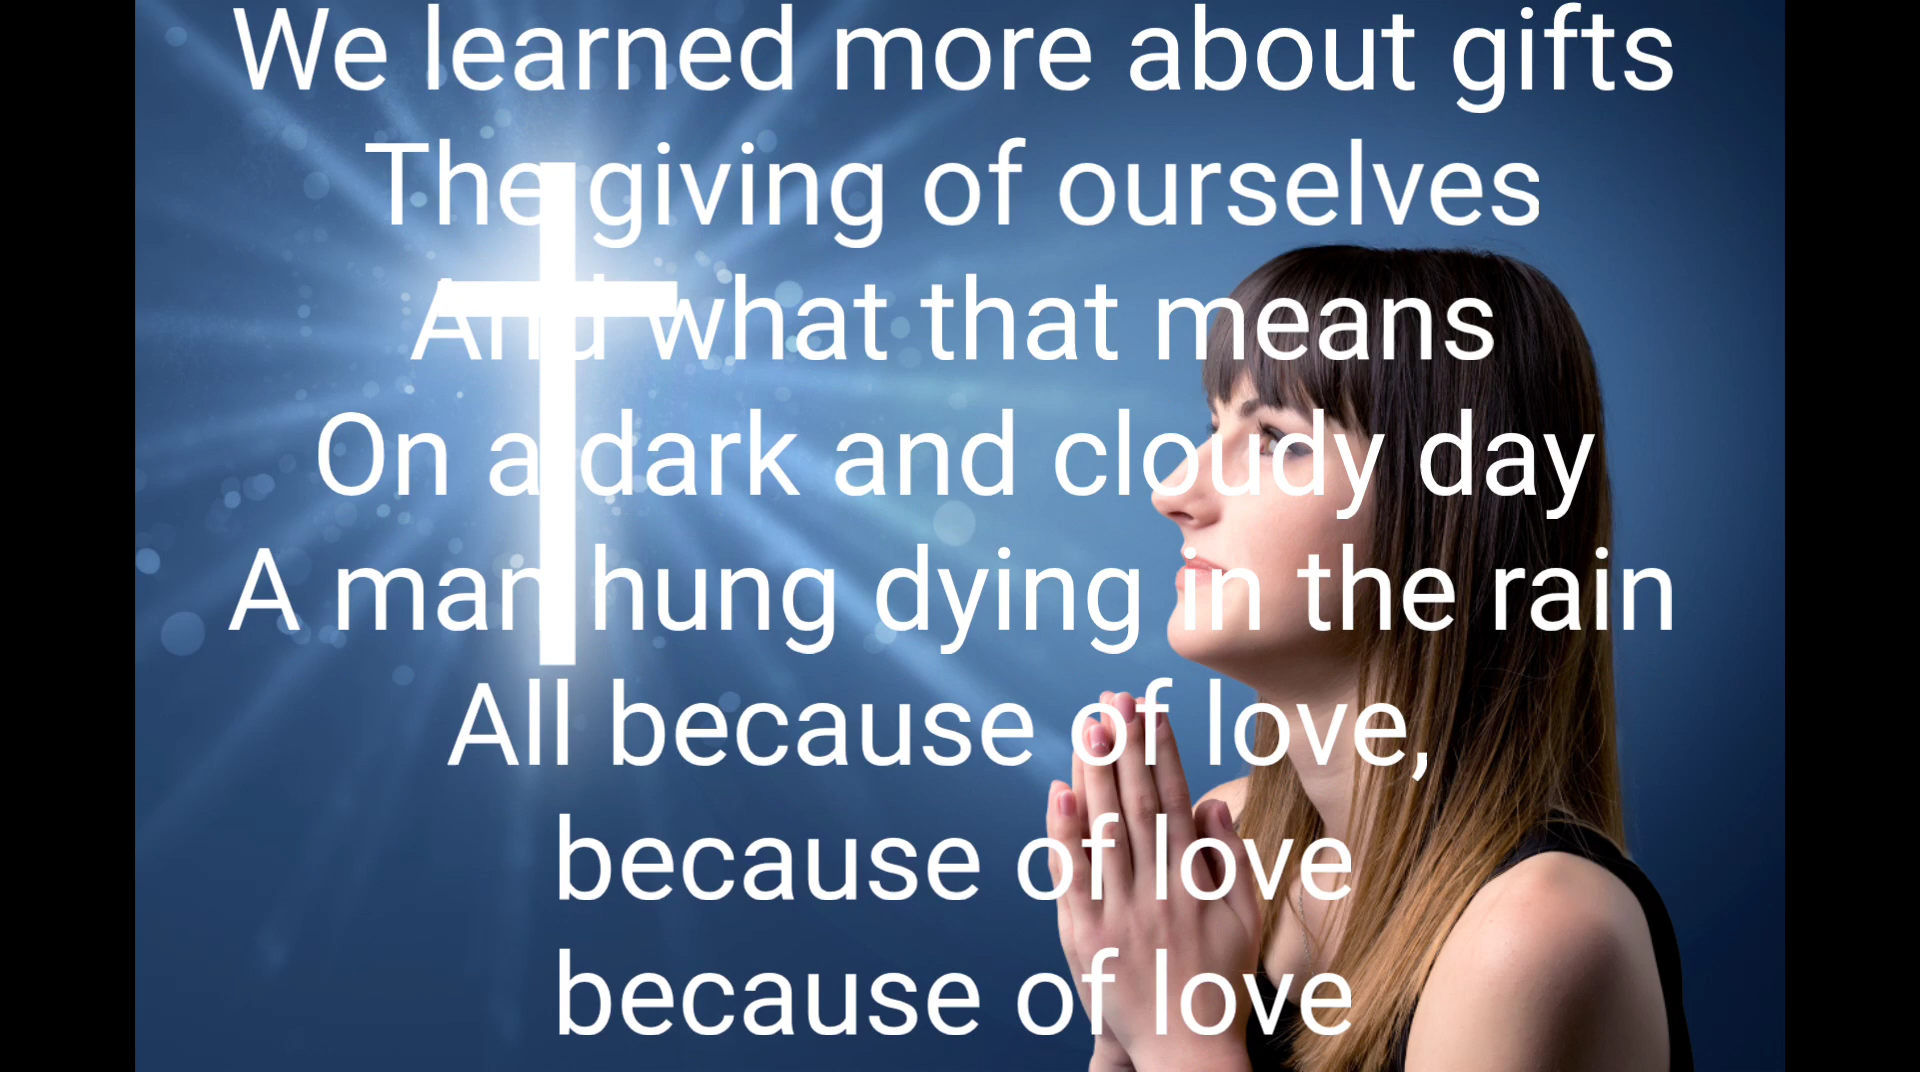 We learned more about gifts
The giving of ourselves
And what that means
On a dark and cloudy day
A man hung dying in the rain
All because of love,
because of love
because of love